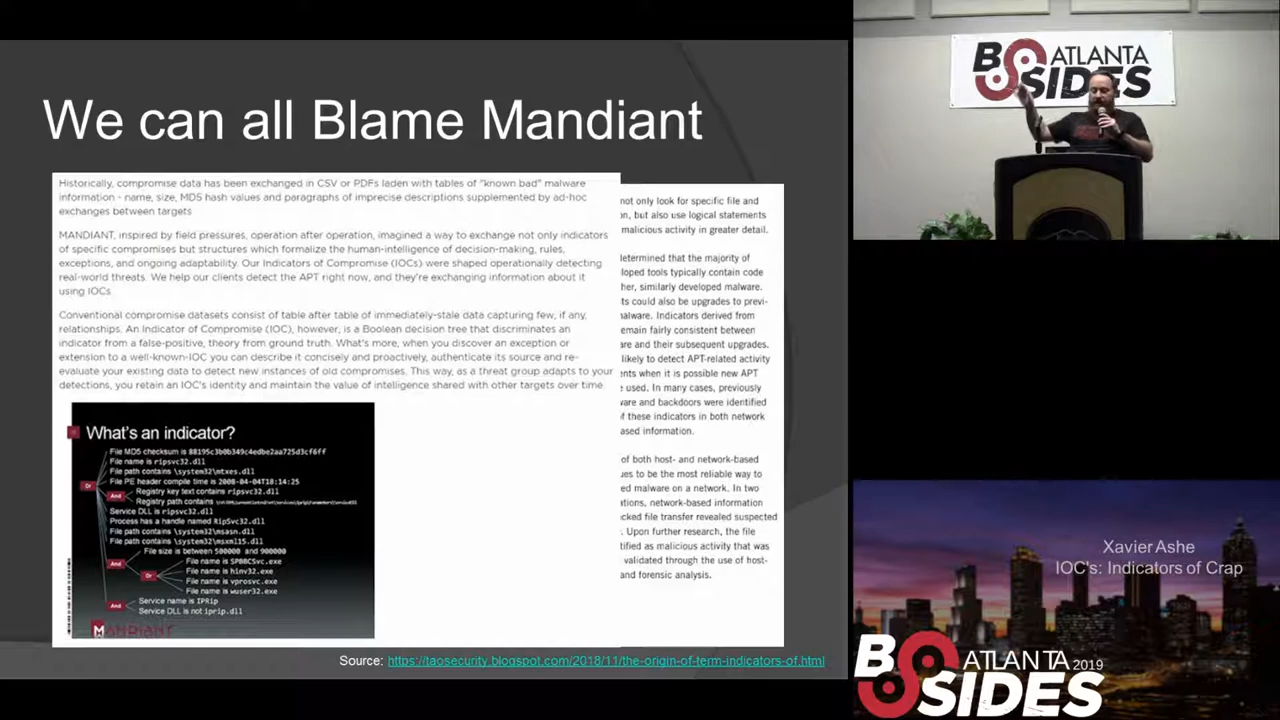 We can all Blame Mandiant
Historically, compromise data has been exchanged in CSV or PDFs laden with tables of "known bad" malware
information - name, size, MD5 hash values and paragraphs of imprecise descriptions supplemented by ad-hoc
exchanges between targets
MANDIANT, inspired by field pressures, operation after operation, imagined a way to exchange not only indicators
of specific compromises but structures which formalize the human-intelligence of decision-making, rules,
exceptions, and ongoing adaptability. Our Indicators of Compromise (IOCs) were shaped operationally detecting
real-world threats. We help our clients detect the APT right now, and they're exchanging information about it
using IOCs
Conventional compromise datasets consist of table after table of immediately-stale data capturing few, if any,
relationships. An Indicator of Compromise (IOC), however, is a Boolean decision tree that discriminates an
indicator from a false-positive, theory from ground truth. What's more, when you discover an exception or
extension to a well-known-IOC you can describe it concisely and proactively, authenticate its source and re-
evaluate your existing data to detect new instances of old compromises. This way, as a threat group adapts to your
detections, you retain an IOC's identity and maintain the value of intelligence shared with other targets over time
What's an indicator?
File MD5 checksum is 88195c3b0b349c4edbe2aa725d3cf6ff
File name is ripsvc32.dll
File path contains \system32\mtxes.dll
File PE header compile time is 2008-04-04T18:14:25
Or
Registry key text contains ripsvc32.dll
And
Registry path contains
Service DLL is ripsvc32.dll
Process has a handle named RipSvc32.dll
File path contains \system32\msasn.dll
File path contains \system32\msxml15.dll
File size is between 500000 and 900000
And
File name is SPBBCSvc.exe
File name is hinv32.exe
Or
File name is vprosvc.exe
File name is wuser32.exe
Service name is IPRip
And
Service DLL is not iprip.dll
MANDIANT
not only look for specific file and
n, but also use logical statements
malicious activity in greater detail.
etermined that the majority of
loped tools typically contain code
her, similarly developed malware.
ts could also be upgrades to previ-
alware. Indicators derived from
emain fairly consistent between
are and their subsequent upgrades.
likely to detect APT-related activity
ents when it is possible new APT
e used. In many cases, previously
ware and backdoors were identified
f these indicators in both network
ased information.
of both host- and network-based
ues to be the most reliable way to
ed malware on a network. In two
ations, network-based information
acked file transfer revealed suspected
. Upon further research, the file
tified as malicious activity that was
validated through the use of host-
and forensic analysis.
Source: https://taosecurity.blogspot.com/2018/11/the-origin-of-term-indicators-of.html
BSIDES ATLANTA
Xavier Ashe
IOC's: Indicators of Crap
BSIDES ATLANTA 2019